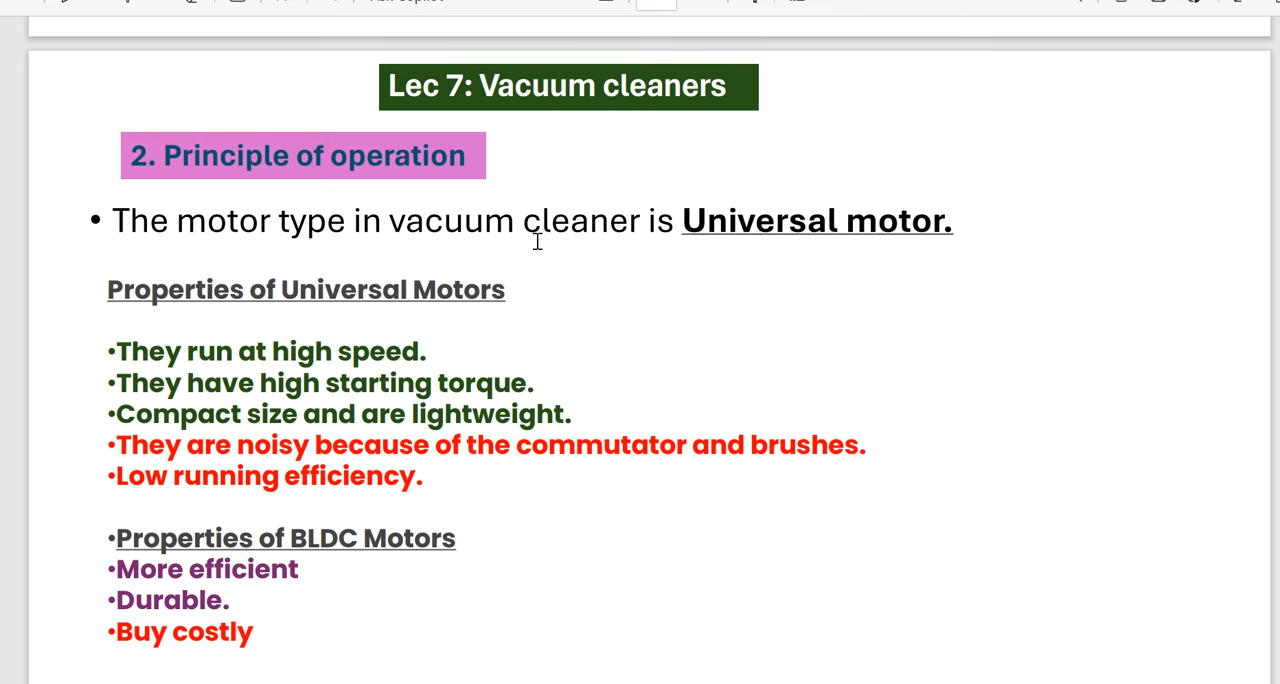 Lec 7: Vacuum cleaners
2. Principle of operation
• The motor type in vacuum cleaner is Universal motor.
Properties of Universal Motors
•They run at high speed.
•They have high starting torque.
•Compact size and are lightweight.
•They are noisy because of the commutator and brushes.
•Low running efficiency.
•Properties of BLDC Motors
•More efficient
•Durable.
•Buy costly